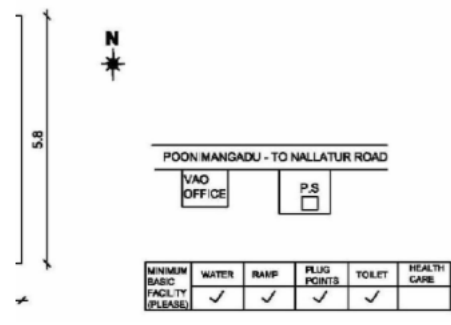 N
5.8
POONIMANGADU - TO NALLATUR ROAD
VAO
OFFICE
P.S
MINIMUM
BASIC
FACILITY
(PLEASE)
WATER
RAMP
PLUG
POINTS
TOILET
HEALTH
CARE
✓ ✓ ✓ ✓